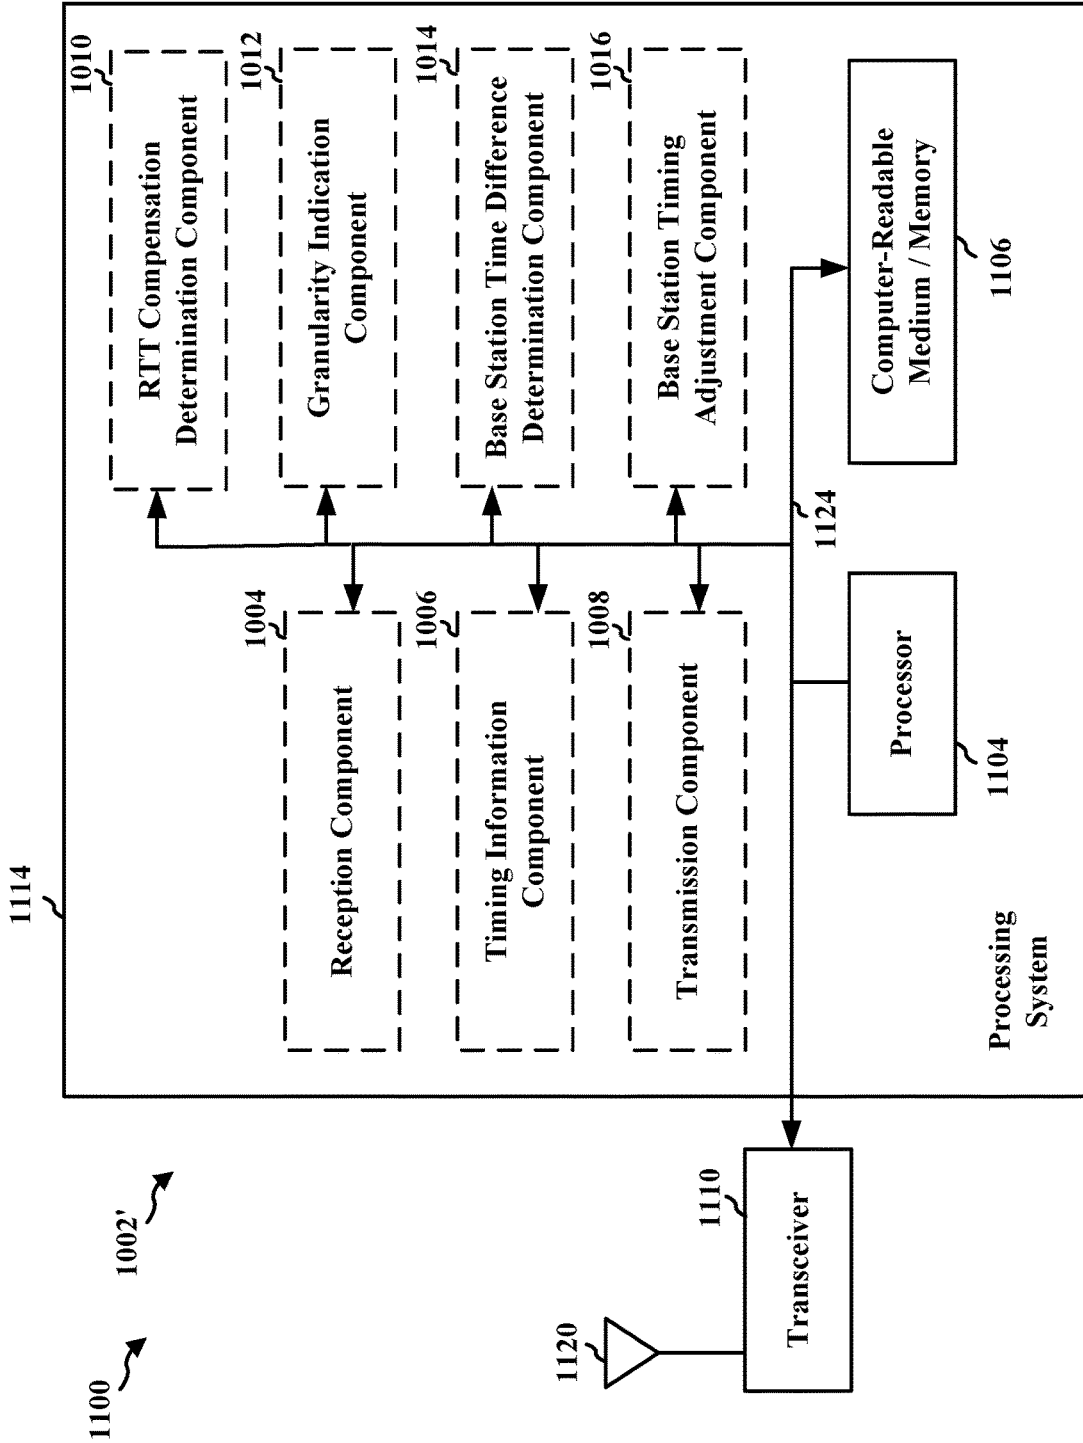 1100
1002'
1114
1120
1110
Transceiver
1004
Reception Component
1006
Timing Information
Component
1008
Transmission Component
1010
RTT Compensation
Determination Component
1012
Granularity Indication
Component
1014
Base Station Time Difference
Determination Component
1016
Base Station Timing
Adjustment Component
1124
Processor
1104
Computer-Readable
Medium / Memory
1106
Processing
System